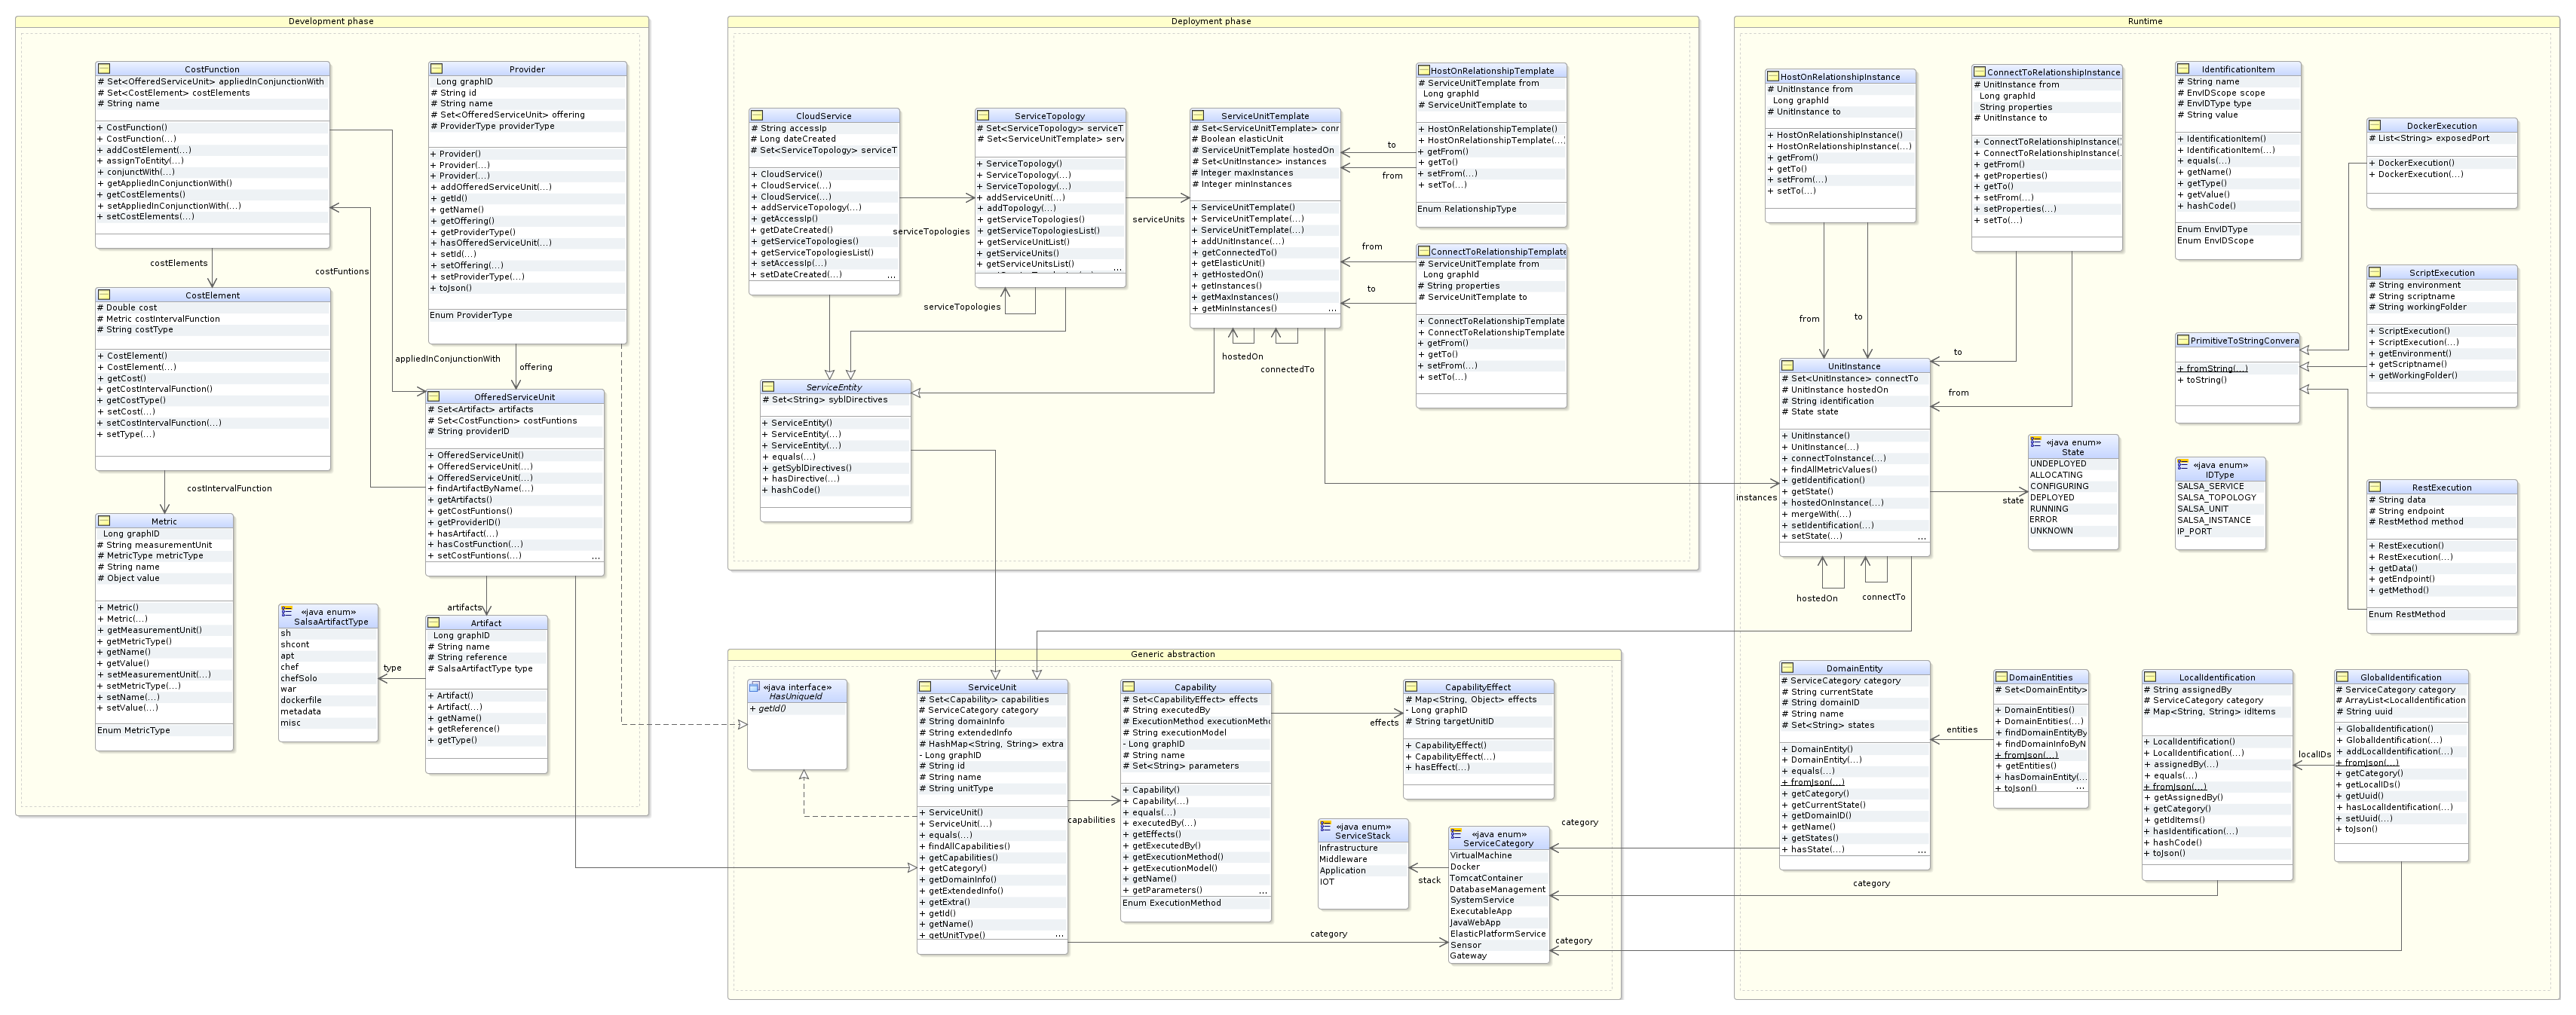 Development phase
CostFunction
# Set<OfferedServiceUnit> appliedInConjunctionWith
# Set<CostElement> costElements
# String name
+ CostFunction()
+ CostFunction(...)
+ addCostElement(...)
+ assignToEntity(...)
+ conjunctWith(...)
+ getAppliedInConjunctionWith()
+ getCostElements()
+ setAppliedInConjunctionWith(...)
+ setCostElements(...)
Provider
Long graphID
# String id
# String name
# Set<OfferedServiceUnit> offering
# ProviderType providerType
+ Provider()
+ Provider(...)
+ Provider(...)
+ addOfferedServiceUnit(...)
+ getId()
+ getName()
+ getOffering()
+ getProviderType()
+ hasOfferedServiceUnit(...)
+ setId(...)
+ setOffering(...)
+ setProviderType(...)
+ toJson()
Enum ProviderType
costElements
costFuntions
appliedInConjunctionWith
offering
CostElement
# Double cost
# Metric costIntervalFunction
# String costType
+ CostElement()
+ CostElement(...)
+ getCost()
+ getCostIntervalFunction()
+ getCostType()
+ setCost(...)
+ setCostIntervalFunction(...)
+ setType(...)
costIntervalFunction
OfferedServiceUnit
# Set<Artifact> artifacts
# Set<CostFunction> costFuntions
# String providerID
+ OfferedServiceUnit()
+ OfferedServiceUnit(...)
+ OfferedServiceUnit(...)
+ findArtifactByName(...)
+ getArtifacts()
+ getCostFuntions()
+ getProviderID()
+ hasArtifact(...)
+ hasCostFunction(...)
+ setCostFuntions(...)
...
Metric
Long graphID
# String measurementUnit
# MetricType metricType
# String name
# Object value
+ Metric()
+ Metric(...)
+ getMeasurementUnit()
+ getMetricType()
+ getName()
+ getValue()
+ setMeasurementUnit(...)
+ setMetricType(...)
+ setName(...)
+ setValue(...)
Enum MetricType
«java enum»
SalsaArtifactType
sh
shcont
apt
chef
chefSolo
war
dockerfile
metadata
misc
type
artifacts
Artifact
Long graphID
# String name
# String reference
# SalsaArtifactType type
+ Artifact()
+ Artifact(...)
+ getName()
+ getReference()
+ getType()
Deployment phase
CloudService
# String accessIp
# Long dateCreated
# Set<ServiceTopology> serviceT
+ CloudService()
+ CloudService(...)
+ CloudService(...)
+ addServiceTopology(...)
+ getAccessIp()
+ getDateCreated()
+ getServiceTopologies()
+ getServiceTopologiesList()
+ setAccessIp(...)
+ setDateCreated(...)
...
serviceTopologies
ServiceTopology
# Set<ServiceTopology> serviceT
# Set<ServiceUnitTemplate> serv
+ ServiceTopology()
+ ServiceTopology(...)
+ ServiceTopology(...)
+ addServiceUnit(...)
+ addTopology(...)
+ getServiceTopologies()
+ getServiceTopologiesList()
+ getServiceUnitList()
+ getServiceUnits()
+ getServiceUnitsList()
...
serviceTopologies
serviceUnits
ServiceUnitTemplate
# Set<ServiceUnitTemplate> conn
# Boolean elasticUnit
# ServiceUnitTemplate hostedOn
# Set<UnitInstance> instances
# Integer maxInstances
# Integer minInstances
+ ServiceUnitTemplate()
+ ServiceUnitTemplate(...)
+ ServiceUnitTemplate(...)
+ addUnitInstance(...)
+ getConnectedTo()
+ getElasticUnit()
+ getHostedOn()
+ getInstances()
+ getMaxInstances()
+ getMinInstances()
...
hostedOn
connectedTo
to
from
from
to
HostOnRelationshipTemplate
# ServiceUnitTemplate from
Long graphId
# ServiceUnitTemplate to
+ HostOnRelationshipTemplate()
+ HostOnRelationshipTemplate(...)
+ getFrom()
+ getTo()
+ setFrom(...)
+ setTo(...)
Enum RelationshipType
ConnectToRelationshipTemplate
# ServiceUnitTemplate from
Long graphId
# String properties
# ServiceUnitTemplate to
+ ConnectToRelationshipTemplate
+ ConnectToRelationshipTemplate
+ getFrom()
+ getTo()
+ setFrom(...)
+ setTo(...)
ServiceEntity
# Set<String> syblDirectives
+ ServiceEntity()
+ ServiceEntity(...)
+ ServiceEntity(...)
+ equals(...)
+ getSyblDirectives()
+ hasDirective(...)
+ hashCode()
instances
Generic abstraction
«java interface»
HasUniqueId
+ getId()
ServiceUnit
# Set<Capability> capabilities
# ServiceCategory category
# String domainInfo
# String extendedInfo
# HashMap<String, String> extra
- Long graphID
# String id
# String name
# String unitType
+ ServiceUnit()
+ ServiceUnit(...)
+ equals(...)
+ findAllCapabilities()
+ getCapabilities()
+ getCategory()
+ getDomainInfo()
+ getExtendedInfo()
+ getExtra()
+ getId()
+ getName()
+ getUnitType()
...
capabilities
category
Capability
# Set<CapabilityEffect> effects
# String executedBy
# ExecutionMethod executionMetho
# String executionModel
- Long graphID
# String name
# Set<String> parameters
+ Capability()
+ Capability(...)
+ equals(...)
+ executedBy(...)
+ getEffects()
+ getExecutedBy()
+ getExecutionMethod()
+ getExecutionModel()
+ getName()
+ getParameters()
...
Enum ExecutionMethod
effects
CapabilityEffect
# Map<String, Object> effects
- Long graphID
# String targetUnitID
+ CapabilityEffect()
+ CapabilityEffect(...)
+ hasEffect(...)
«java enum»
ServiceStack
Infrastructure
Middleware
Application
IOT
stack
«java enum»
ServiceCategory
VirtualMachine
Docker
TomcatContainer
DatabaseManagement
SystemService
ExecutableApp
JavaWebApp
ElasticPlatformService
Sensor
Gateway
category
category
category
Runtime
HostOnRelationshipInstance
# UnitInstance from
Long graphId
# UnitInstance to
+ HostOnRelationshipInstance()
+ HostOnRelationshipInstance(...)
+ getFrom()
+ getTo()
+ setFrom(...)
+ setTo(...)
ConnectToRelationshipInstance
# UnitInstance from
Long graphId
String properties
# UnitInstance to
+ ConnectToRelationshipInstance(
+ ConnectToRelationshipInstance(.
+ getFrom()
+ getProperties()
+ getTo()
+ setFrom(...)
+ setProperties(...)
+ setTo(...)
IdentificationItem
# String name
# EnvIDScope scope
# EnvIDType type
# String value
+ IdentificationItem()
+ IdentificationItem(...)
+ equals(...)
+ getName()
+ getType()
+ getValue()
+ hashCode()
Enum EnvIDType
Enum EnvIDScope
DockerExecution
# List<String> exposedPort
+ DockerExecution()
+ DockerExecution(...)
ScriptExecution
# String environment
# String scriptname
# String workingFolder
+ ScriptExecution()
+ ScriptExecution(...)
+ getEnvironment()
+ getScriptname()
+ getWorkingFolder()
PrimitiveToStringConvera
+ fromString(...)
+ toString()
from
to
to
from
UnitInstance
# Set<UnitInstance> connectTo
# UnitInstance hostedOn
# String identification
# State state
+ UnitInstance()
+ UnitInstance(...)
+ connectToInstance(...)
+ findAllMetricValues()
+ getIdentification()
+ getState()
+ hostedOnInstance(...)
+ mergeWith(...)
+ setIdentification(...)
+ setState(...)
...
hostedOn
connectTo
state
«java enum»
State
UNDEPLOYED
ALLOCATING
CONFIGURING
DEPLOYED
RUNNING
ERROR
UNKNOWN
«java enum»
IDType
SALSA_SERVICE
SALSA_TOPOLOGY
SALSA_UNIT
SALSA_INSTANCE
IP_PORT
RestExecution
# String data
# String endpoint
# RestMethod method
+ RestExecution()
+ RestExecution(...)
+ getData()
+ getEndpoint()
+ getMethod()
Enum RestMethod
DomainEntity
# ServiceCategory category
# String currentState
# String domainID
# String name
# Set<String> states
+ DomainEntity()
+ DomainEntity(...)
+ equals(...)
+ fromJson(...)
+ getCategory()
+ getCurrentState()
+ getDomainID()
+ getName()
+ getStates()
+ hasState(...)
...
entities
DomainEntities
# Set<DomainEntity>
+ DomainEntities()
+ DomainEntities(...)
+ findDomainEntityBy
+ findDomainInfoByN
+ fromJson(...)
+ getEntities()
+ hasDomainEntity(...
+ toJson()
...
LocalIdentification
# String assignedBy
# ServiceCategory category
# Map<String, String> idItems
+ LocalIdentification()
+ LocalIdentification(...)
+ assignedBy(...)
+ equals(...)
+ fromJson(...)
+ getAssignedBy()
+ getCategory()
+ getIdItems()
+ hasIdentification(...)
+ hashCode()
+ toJson()
localIDs
GlobalIdentification
# ServiceCategory category
# ArrayList<LocalIdentification
# String uuid
+ GlobalIdentification()
+ GlobalIdentification(...)
+ addLocalIdentification(...)
+ fromJson(...)
+ getCategory()
+ getLocalIDs()
+ getUuid()
+ hasLocalIdentification(...)
+ setUuid(...)
+ toJson()